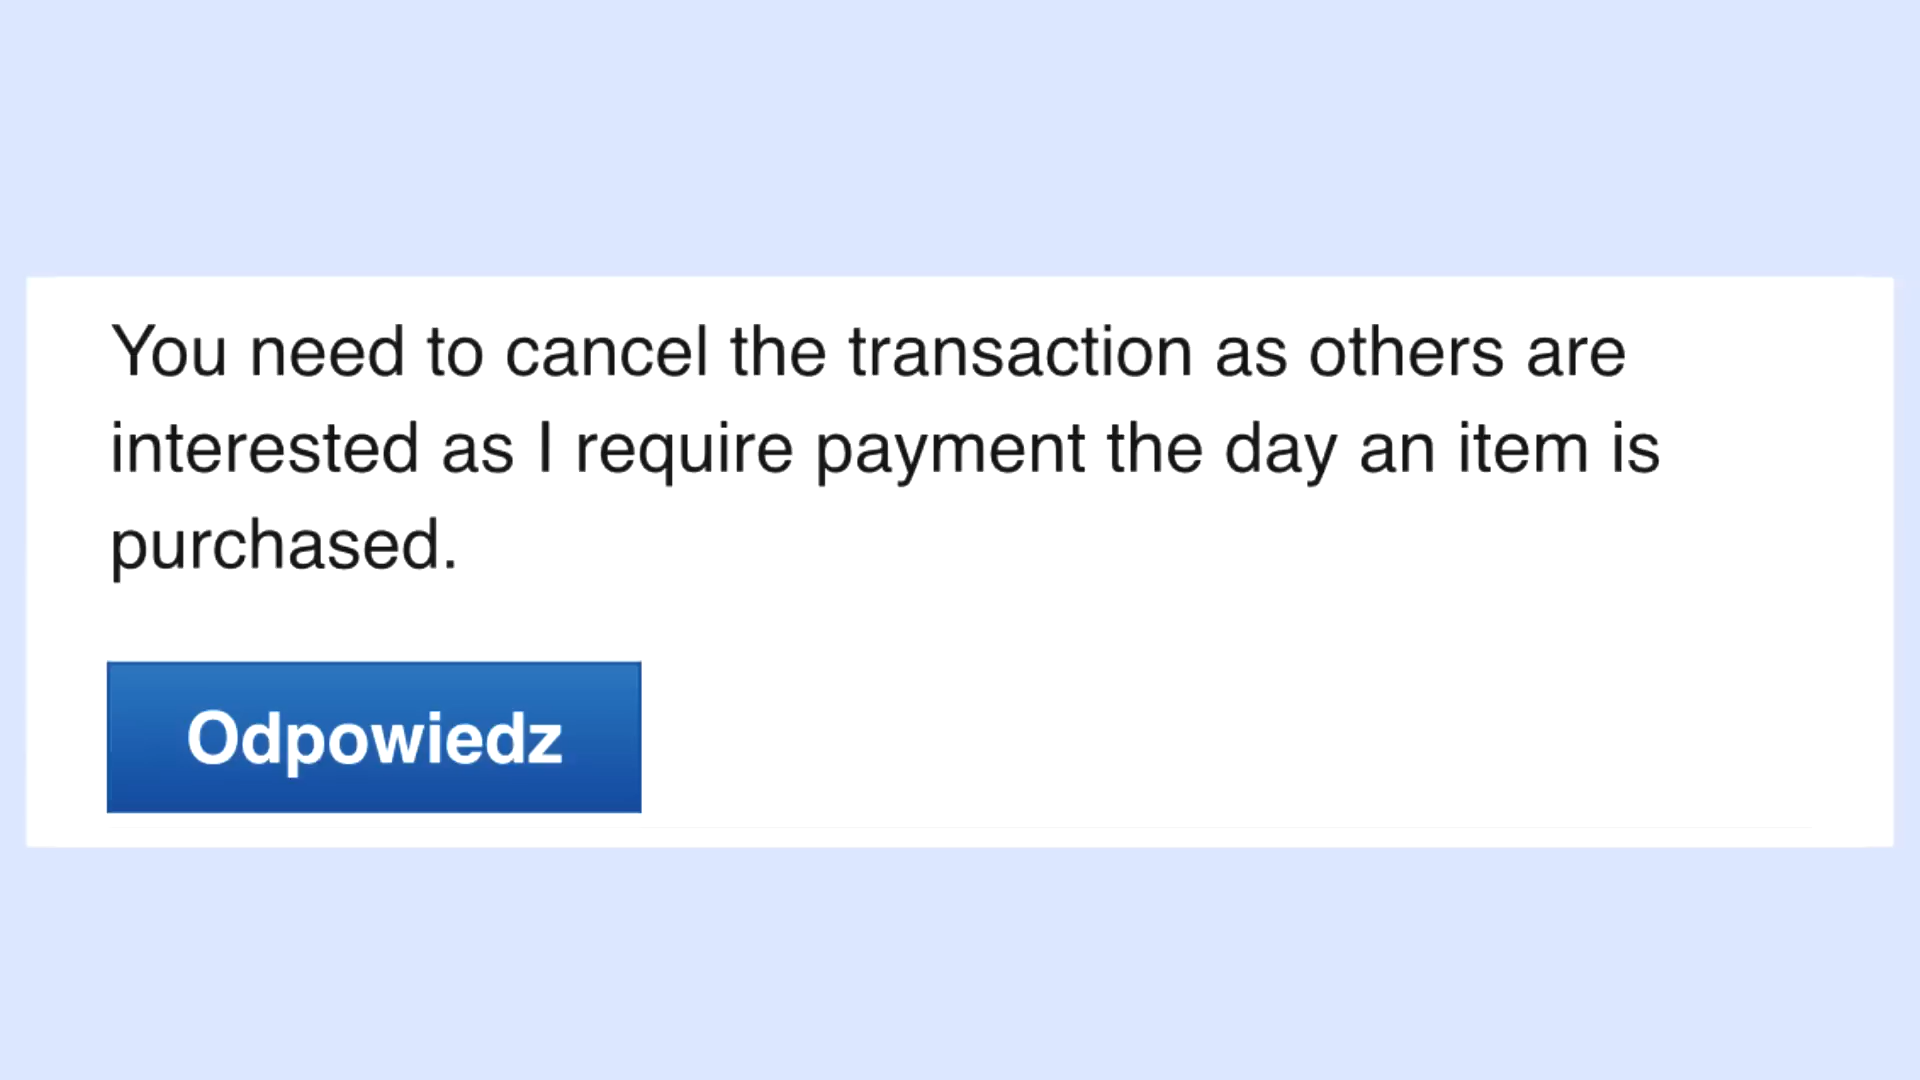 You need to cancel the transaction as others are
interested as I require payment the day an item is
purchased.
Odpowiedz